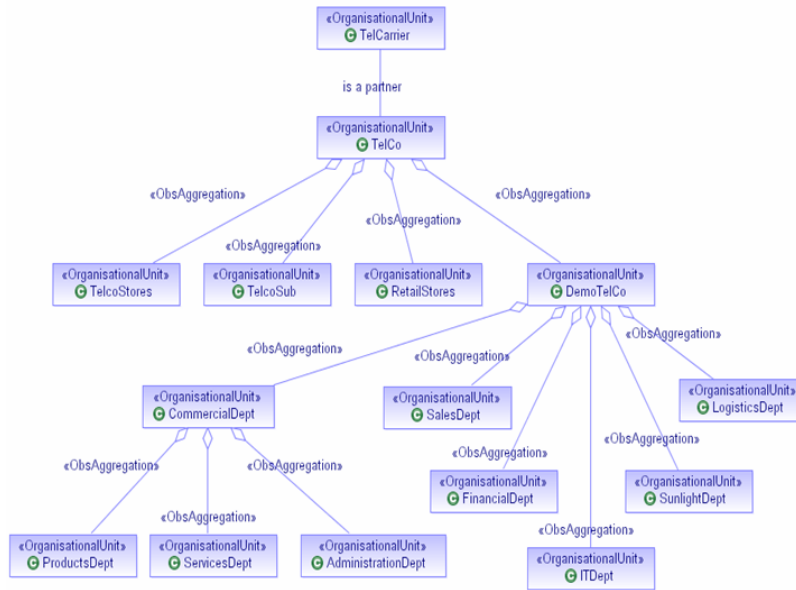 «OrganisationalUnit»
C TelCarrier
is a partner
«OrganisationalUnit»
C TelCo
«ObsAggregation»
«ObsAggregation»
«ObsAggregation»
«ObsAggregation»
«OrganisationalUnit»
C TelcoStores
«OrganisationalUnit»
C TelcoSub
«OrganisationalUnit»
C RetailStores
«OrganisationalUnit»
C DemoTelCo
«ObsAggregation»
«ObsAggregation»
«ObsAggregation»
«OrganisationalUnit»
C CommercialDept
«OrganisationalUnit»
C SalesDept
«OrganisationalUnit»
C LogisticsDept
«ObsAggregation»
«ObsAggregation»
«ObsAggregation»
«ObsAggregation»
«ObsAggregation»
«OrganisationalUnit»
C FinancialDept
«OrganisationalUnit»
C SunlightDept
«ObsAggregation»
«ObsAggregation»
«OrganisationalUnit»
C ProductsDept
«OrganisationalUnit»
C ServicesDept
«OrganisationalUnit»
C AdministrationDept
«OrganisationalUnit»
C ITDept